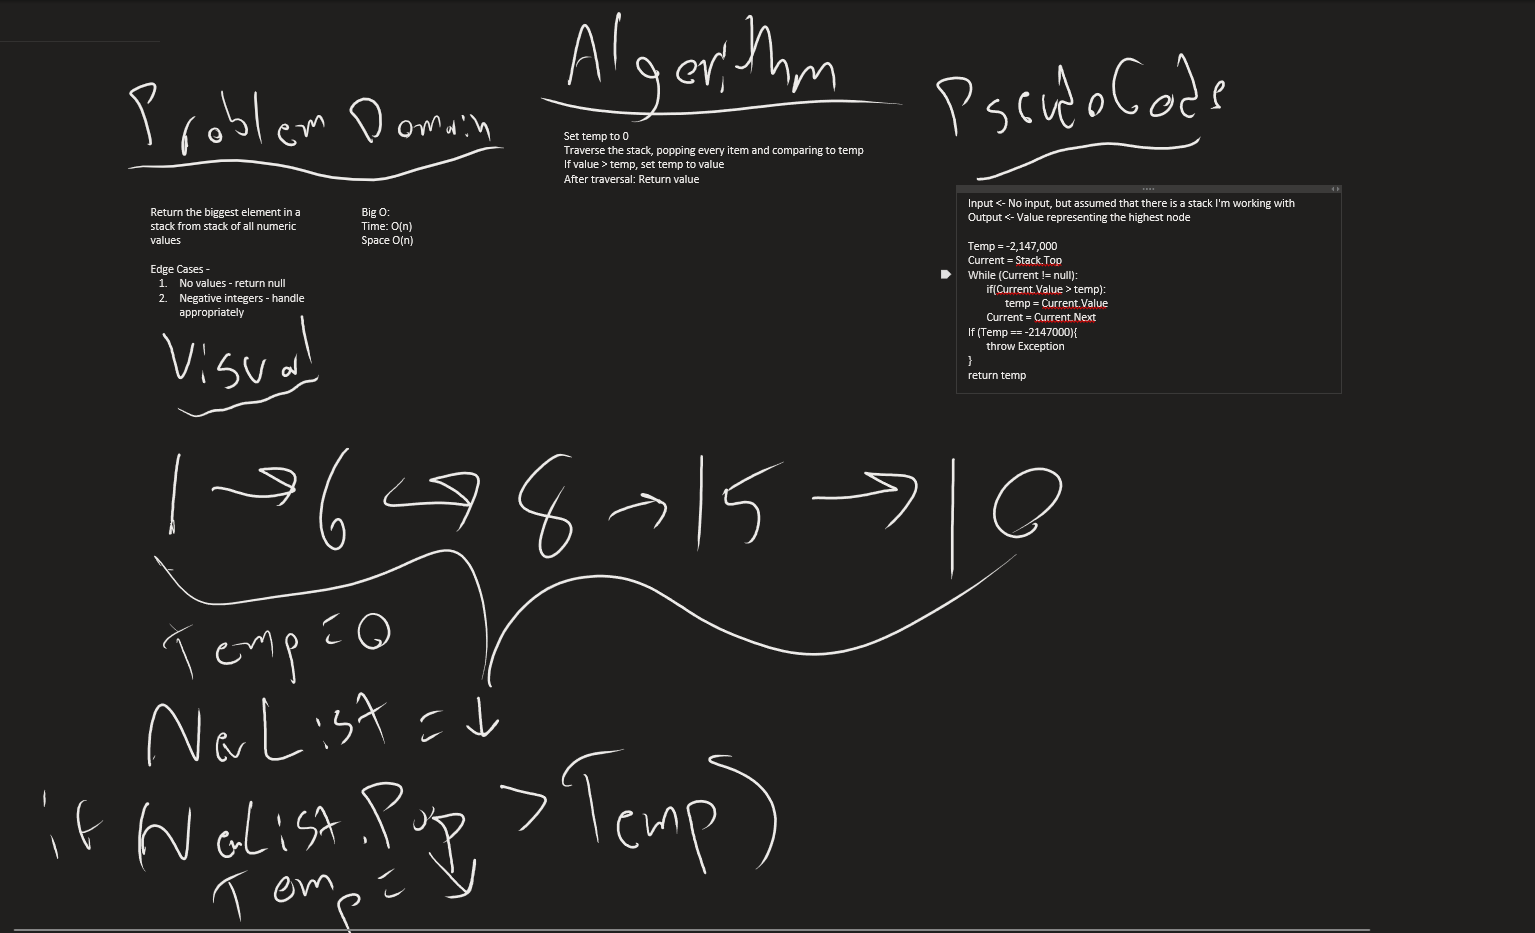 Problem Domain
Return the biggest element in a
stack from stack of all numeric
values
Edge Cases -
1. No values - return null
2. Negative integers - handle
appropriately
Big O:
Time: O(n)
Space O(n)
Algorithm
Set temp to 0
Traverse the stack, popping every item and comparing to temp
If value > temp, set temp to value
After traversal: Return value
PseudoCode
Input <- No input, but assumed that there is a stack I'm working with
Output <- Value representing the highest node
Temp = -2,147,000
Current = Stack.Top
While (Current != null):
if(Current.Value > temp):
temp = Current.Value
Current = Current.Next
If (Temp == -2147000){
throw Exception
}
return temp
Visual
1 → 6 ↔ 8 → 15 → 10
Temp = 0
NewList = ↓
if (NewList.Pop > Temp)
Temp = ↓